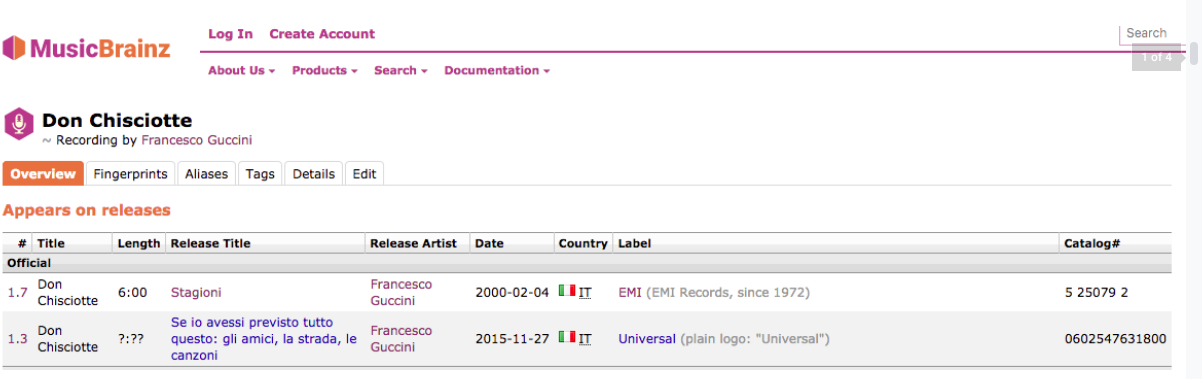 MusicBrainz
Log In Create Account
Search
About Us Products Search Documentation
1 of 4
Don Chisciotte
~ Recording by Francesco Guccini
Overview Fingerprints Aliases Tags Details Edit
Appears on releases
# Title Length Release Title Release Artist Date Country Label Catalog#
Official
1.7 Don Chisciotte 6:00 Stagioni Francesco Guccini 2000-02-04 IT EMI (EMI Records, since 1972) 5 25079 2
1.3 Don Chisciotte ?:?? Se io avessi previsto tutto questo: gli amici, la strada, le canzoni Francesco Guccini 2015-11-27 IT Universal (plain logo: "Universal") 0602547631800